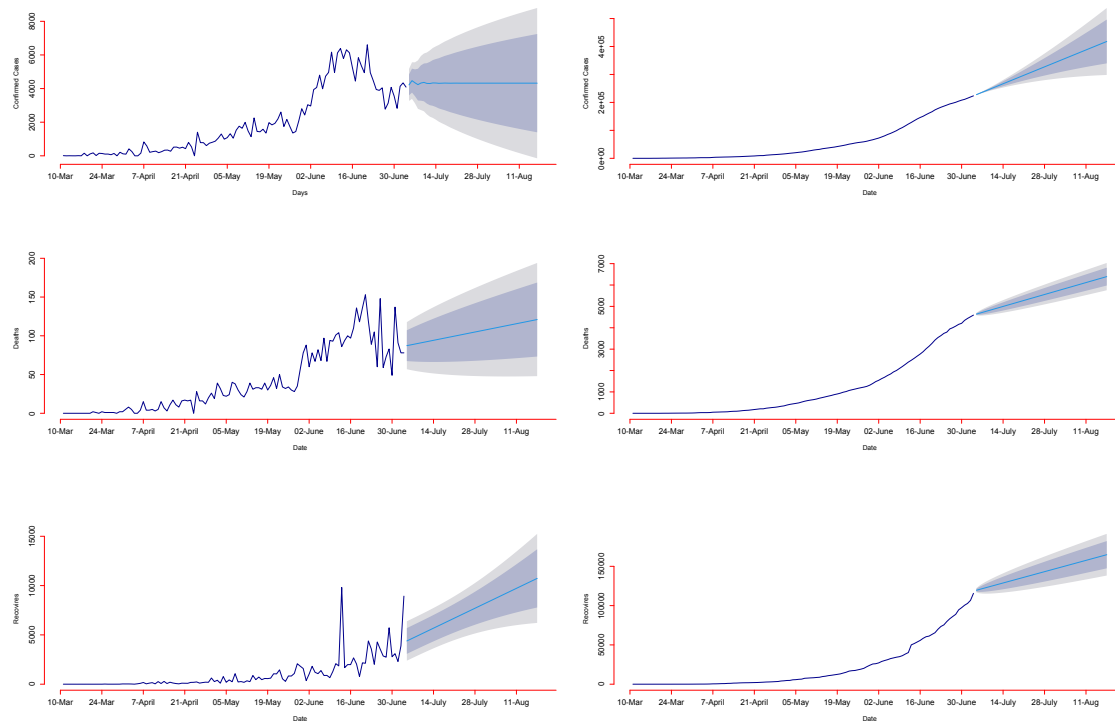 Confirmed Cases
8000
6000
4000
2000
0
10-Mar 24-Mar 7-April 21-April 05-May 19-May 02-June 16-June 30-June 14-July 28-July 11-Aug
Days
Confirmed Cases
4e+05
2e+05
0e+00
10-Mar 24-Mar 7-April 21-April 05-May 19-May 02-June 16-June 30-June 14-July 28-July 11-Aug
Date
Deaths
200
150
100
50
0
10-Mar 24-Mar 7-April 21-April 05-May 19-May 02-June 16-June 30-June 14-July 28-July 11-Aug
Date
Deaths
7000
5000
3000
1000
0
10-Mar 24-Mar 7-April 21-April 05-May 19-May 02-June 16-June 30-June 14-July 28-July 11-Aug
Date
Recovires
15000
10000
5000
0
10-Mar 24-Mar 7-April 21-April 05-May 19-May 02-June 16-June 30-June 14-July 28-July 11-Aug
Date
Recovires
150000
100000
50000
0
10-Mar 24-Mar 7-April 21-April 05-May 19-May 02-June 16-June 30-June 14-July 28-July 11-Aug
Date